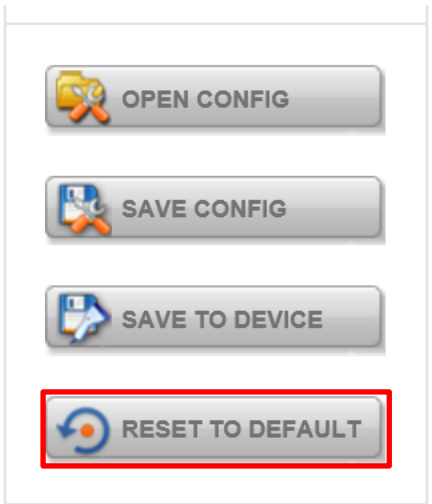 OPEN CONFIG
SAVE CONFIG
SAVE TO DEVICE
RESET TO DEFAULT